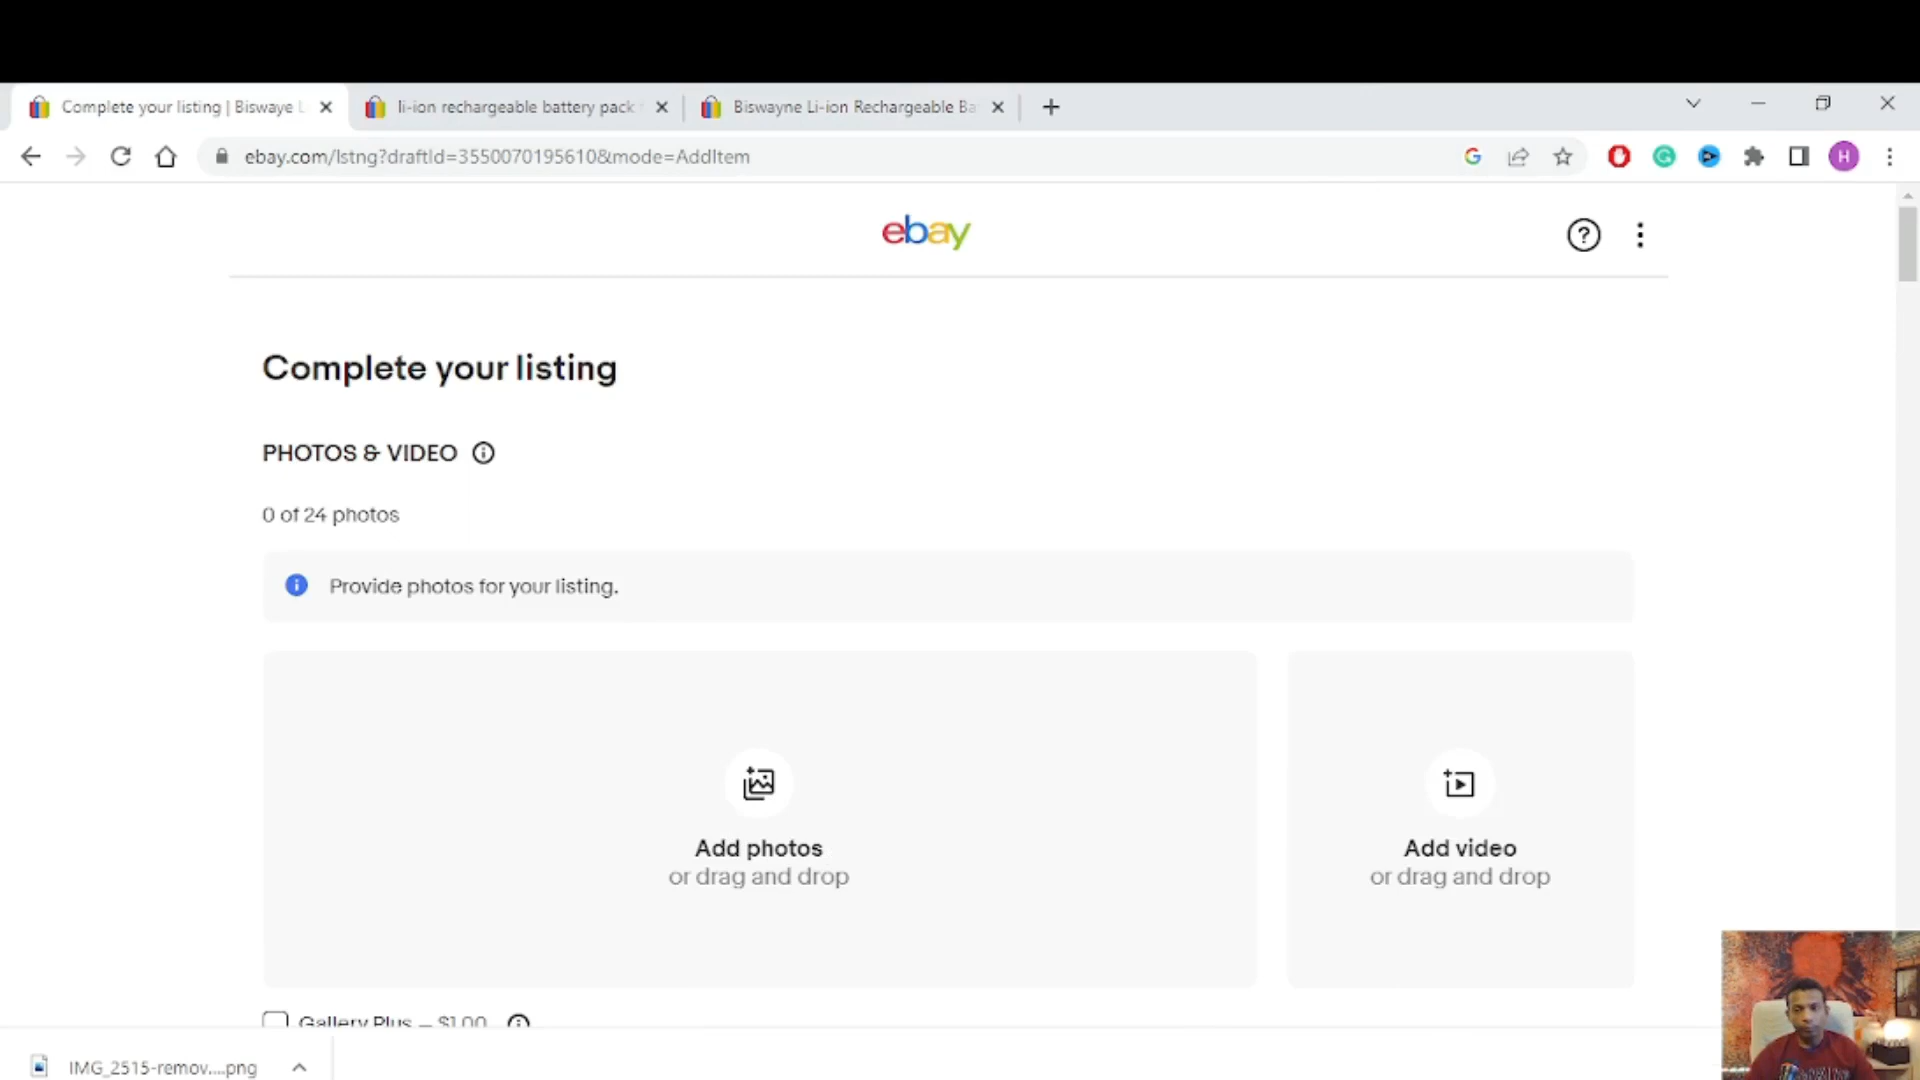 Complete your listing | Biswaye L
li-ion rechargeable battery pack
Biswayne Li-ion Rechargeable Ba
ebay.com/lstng?draftId=3550070195610&mode=AddItem
H
ebay
Complete your listing
PHOTOS & VIDEO
0 of 24 photos
Provide photos for your listing.
Add photos
or drag and drop
Add video
or drag and drop
Gallery Plus – $1.00
IMG_2515-remov....png